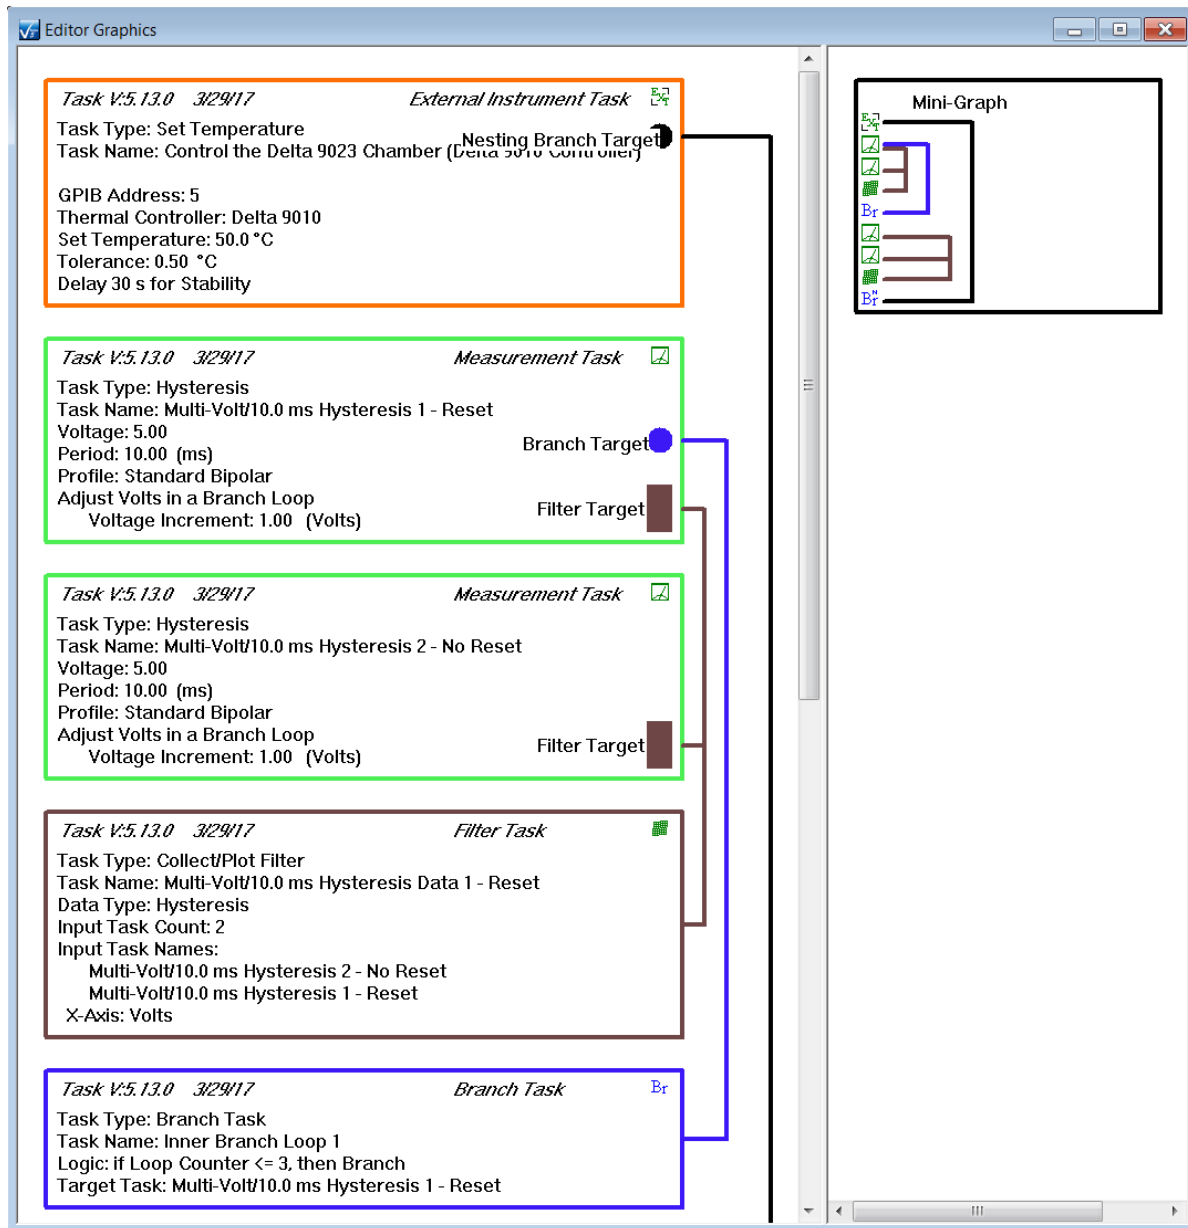 Editor Graphics
Task V:5.13.0 3/29/17 External Instrument Task EXT
Task Type: Set Temperature
Nesting Branch Target
Task Name: Control the Delta 9023 Chamber (Delta 9010 Controller)
GPIB Address: 5
Thermal Controller: Delta 9010
Set Temperature: 50.0 °C
Tolerance: 0.50 °C
Delay 30 s for Stability
Task V:5.13.0 3/29/17 Measurement Task
Task Type: Hysteresis
Task Name: Multi-Volt/10.0 ms Hysteresis 1 - Reset
Voltage: 5.00
Branch Target
Period: 10.00 (ms)
Profile: Standard Bipolar
Adjust Volts in a Branch Loop
Filter Target
Voltage Increment: 1.00 (Volts)
Task V:5.13.0 3/29/17 Measurement Task
Task Type: Hysteresis
Task Name: Multi-Volt/10.0 ms Hysteresis 2 - No Reset
Voltage: 5.00
Period: 10.00 (ms)
Profile: Standard Bipolar
Adjust Volts in a Branch Loop
Filter Target
Voltage Increment: 1.00 (Volts)
Task V:5.13.0 3/29/17 Filter Task
Task Type: Collect/Plot Filter
Task Name: Multi-Volt/10.0 ms Hysteresis Data 1 - Reset
Data Type: Hysteresis
Input Task Count: 2
Input Task Names:
Multi-Volt/10.0 ms Hysteresis 2 - No Reset
Multi-Volt/10.0 ms Hysteresis 1 - Reset
X-Axis: Volts
Task V:5.13.0 3/29/17 Branch Task Br
Task Type: Branch Task
Task Name: Inner Branch Loop 1
Logic: if Loop Counter <= 3, then Branch
Target Task: Multi-Volt/10.0 ms Hysteresis 1 - Reset
Mini-Graph
EXT
Br
Br N